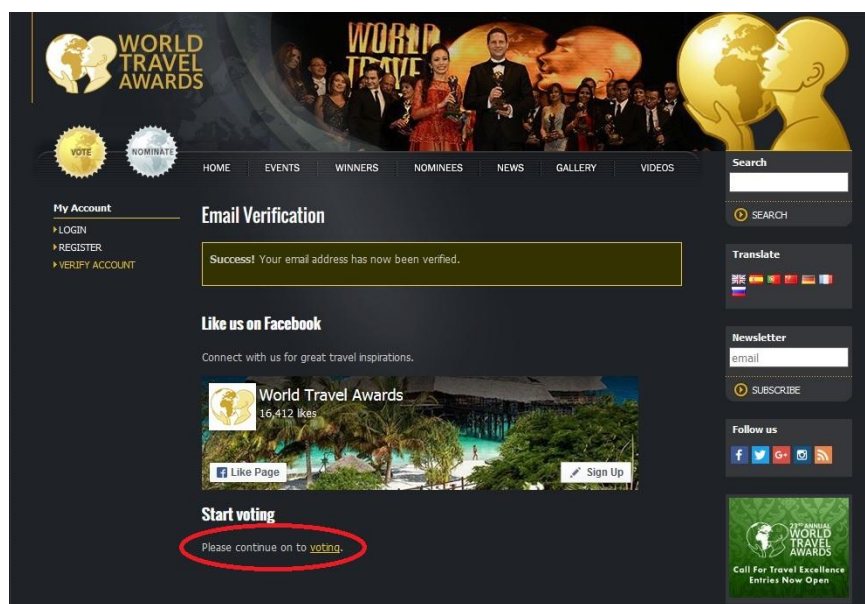 WORLD
TRAVEL
AWARDS
WORLD
VOTE
NOMINATE
HOME EVENTS WINNERS NOMINEES NEWS GALLERY VIDEOS
My Account
LOGIN
REGISTER
VERIFY ACCOUNT
Email Verification
Success! Your email address has now been verified.
Like us on Facebook
Connect with us for great travel inspirations.
World Travel Awards
16,412 likes
Like Page
Sign Up
Start voting
Please continue on to voting.
Search
SEARCH
Translate
Newsletter
email
SUBSCRIBE
Follow us
23RD ANNUAL
WORLD
TRAVEL
AWARDS
Call For Travel Excellence
Entries Now Open